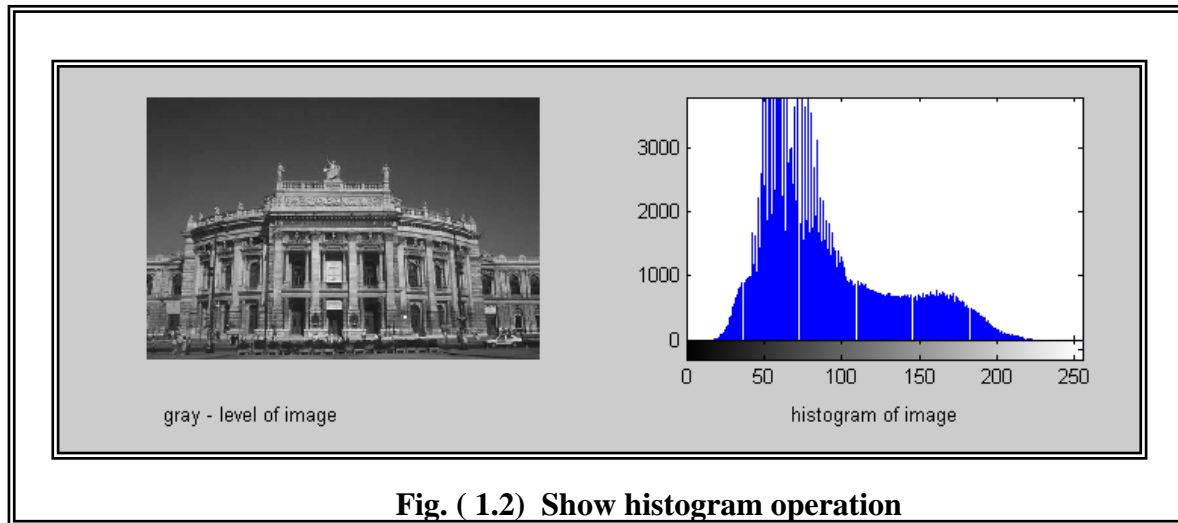 3000
2000
1000
0
0 50 100 150 200 250
gray - level of image
histogram of image
Fig. ( 1.2) Show histogram operation